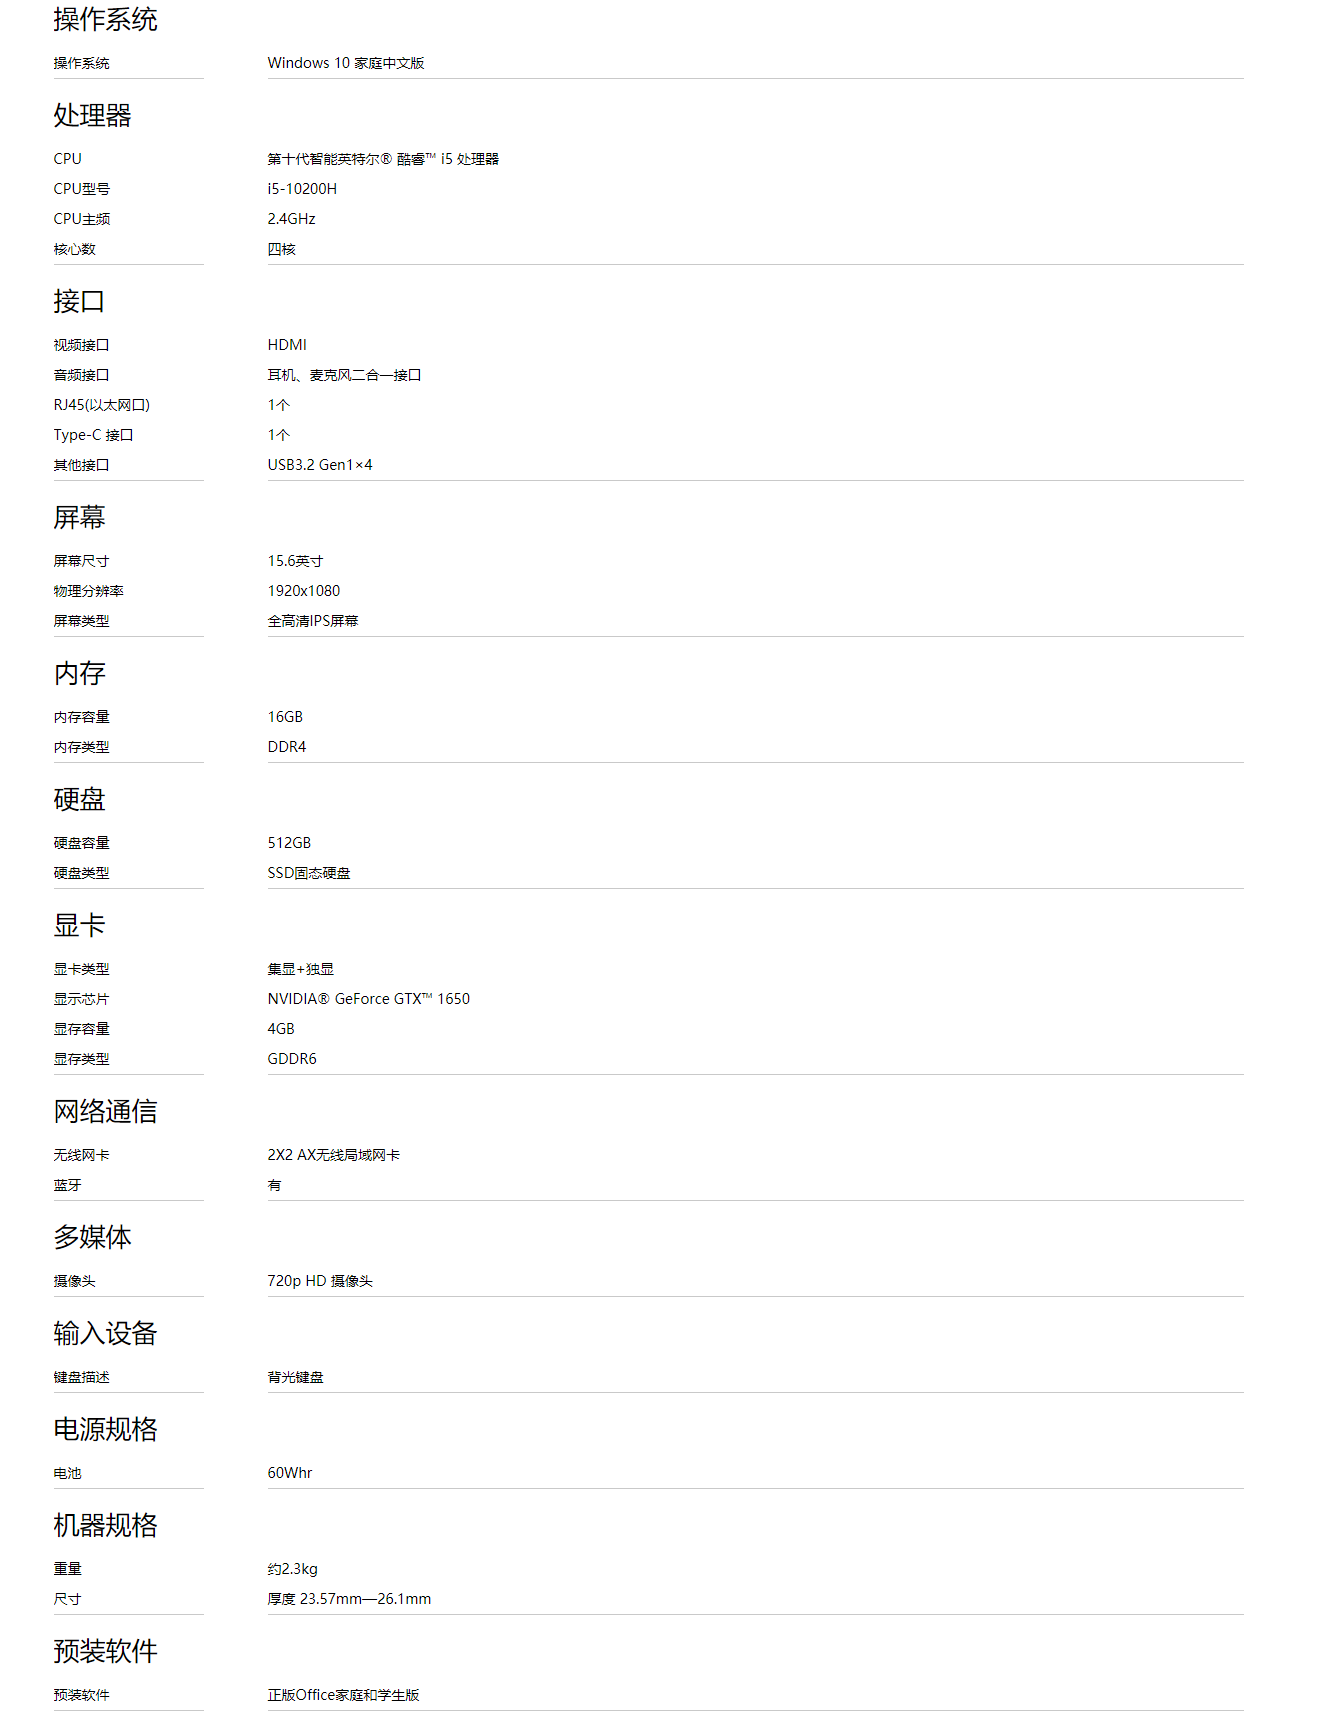 操作系统
操作系统 Windows 10 家庭中文版
处理器
CPU 第十代智能英特尔® 酷睿™ i5 处理器
CPU型号 i5-10200H
CPU主频 2.4GHz
核心数 四核
接口
视频接口 HDMI
音频接口 耳机、麦克风二合一接口
RJ45(以太网口) 1个
Type-C 接口 1个
其他接口 USB3.2 Gen1×4
屏幕
屏幕尺寸 15.6英寸
物理分辨率 1920x1080
屏幕类型 全高清IPS屏幕
内存
内存容量 16GB
内存类型 DDR4
硬盘
硬盘容量 512GB
硬盘类型 SSD固态硬盘
显卡
显卡类型 集显+独显
显示芯片 NVIDIA® GeForce GTX™ 1650
显存容量 4GB
显存类型 GDDR6
网络通信
无线网卡 2X2 AX无线局域网卡
蓝牙 有
多媒体
摄像头 720p HD 摄像头
输入设备
键盘描述 背光键盘
电源规格
电池 60Whr
机器规格
重量 约2.3kg
尺寸 厚度 23.57mm—26.1mm
预装软件
预装软件 正版Office家庭和学生版